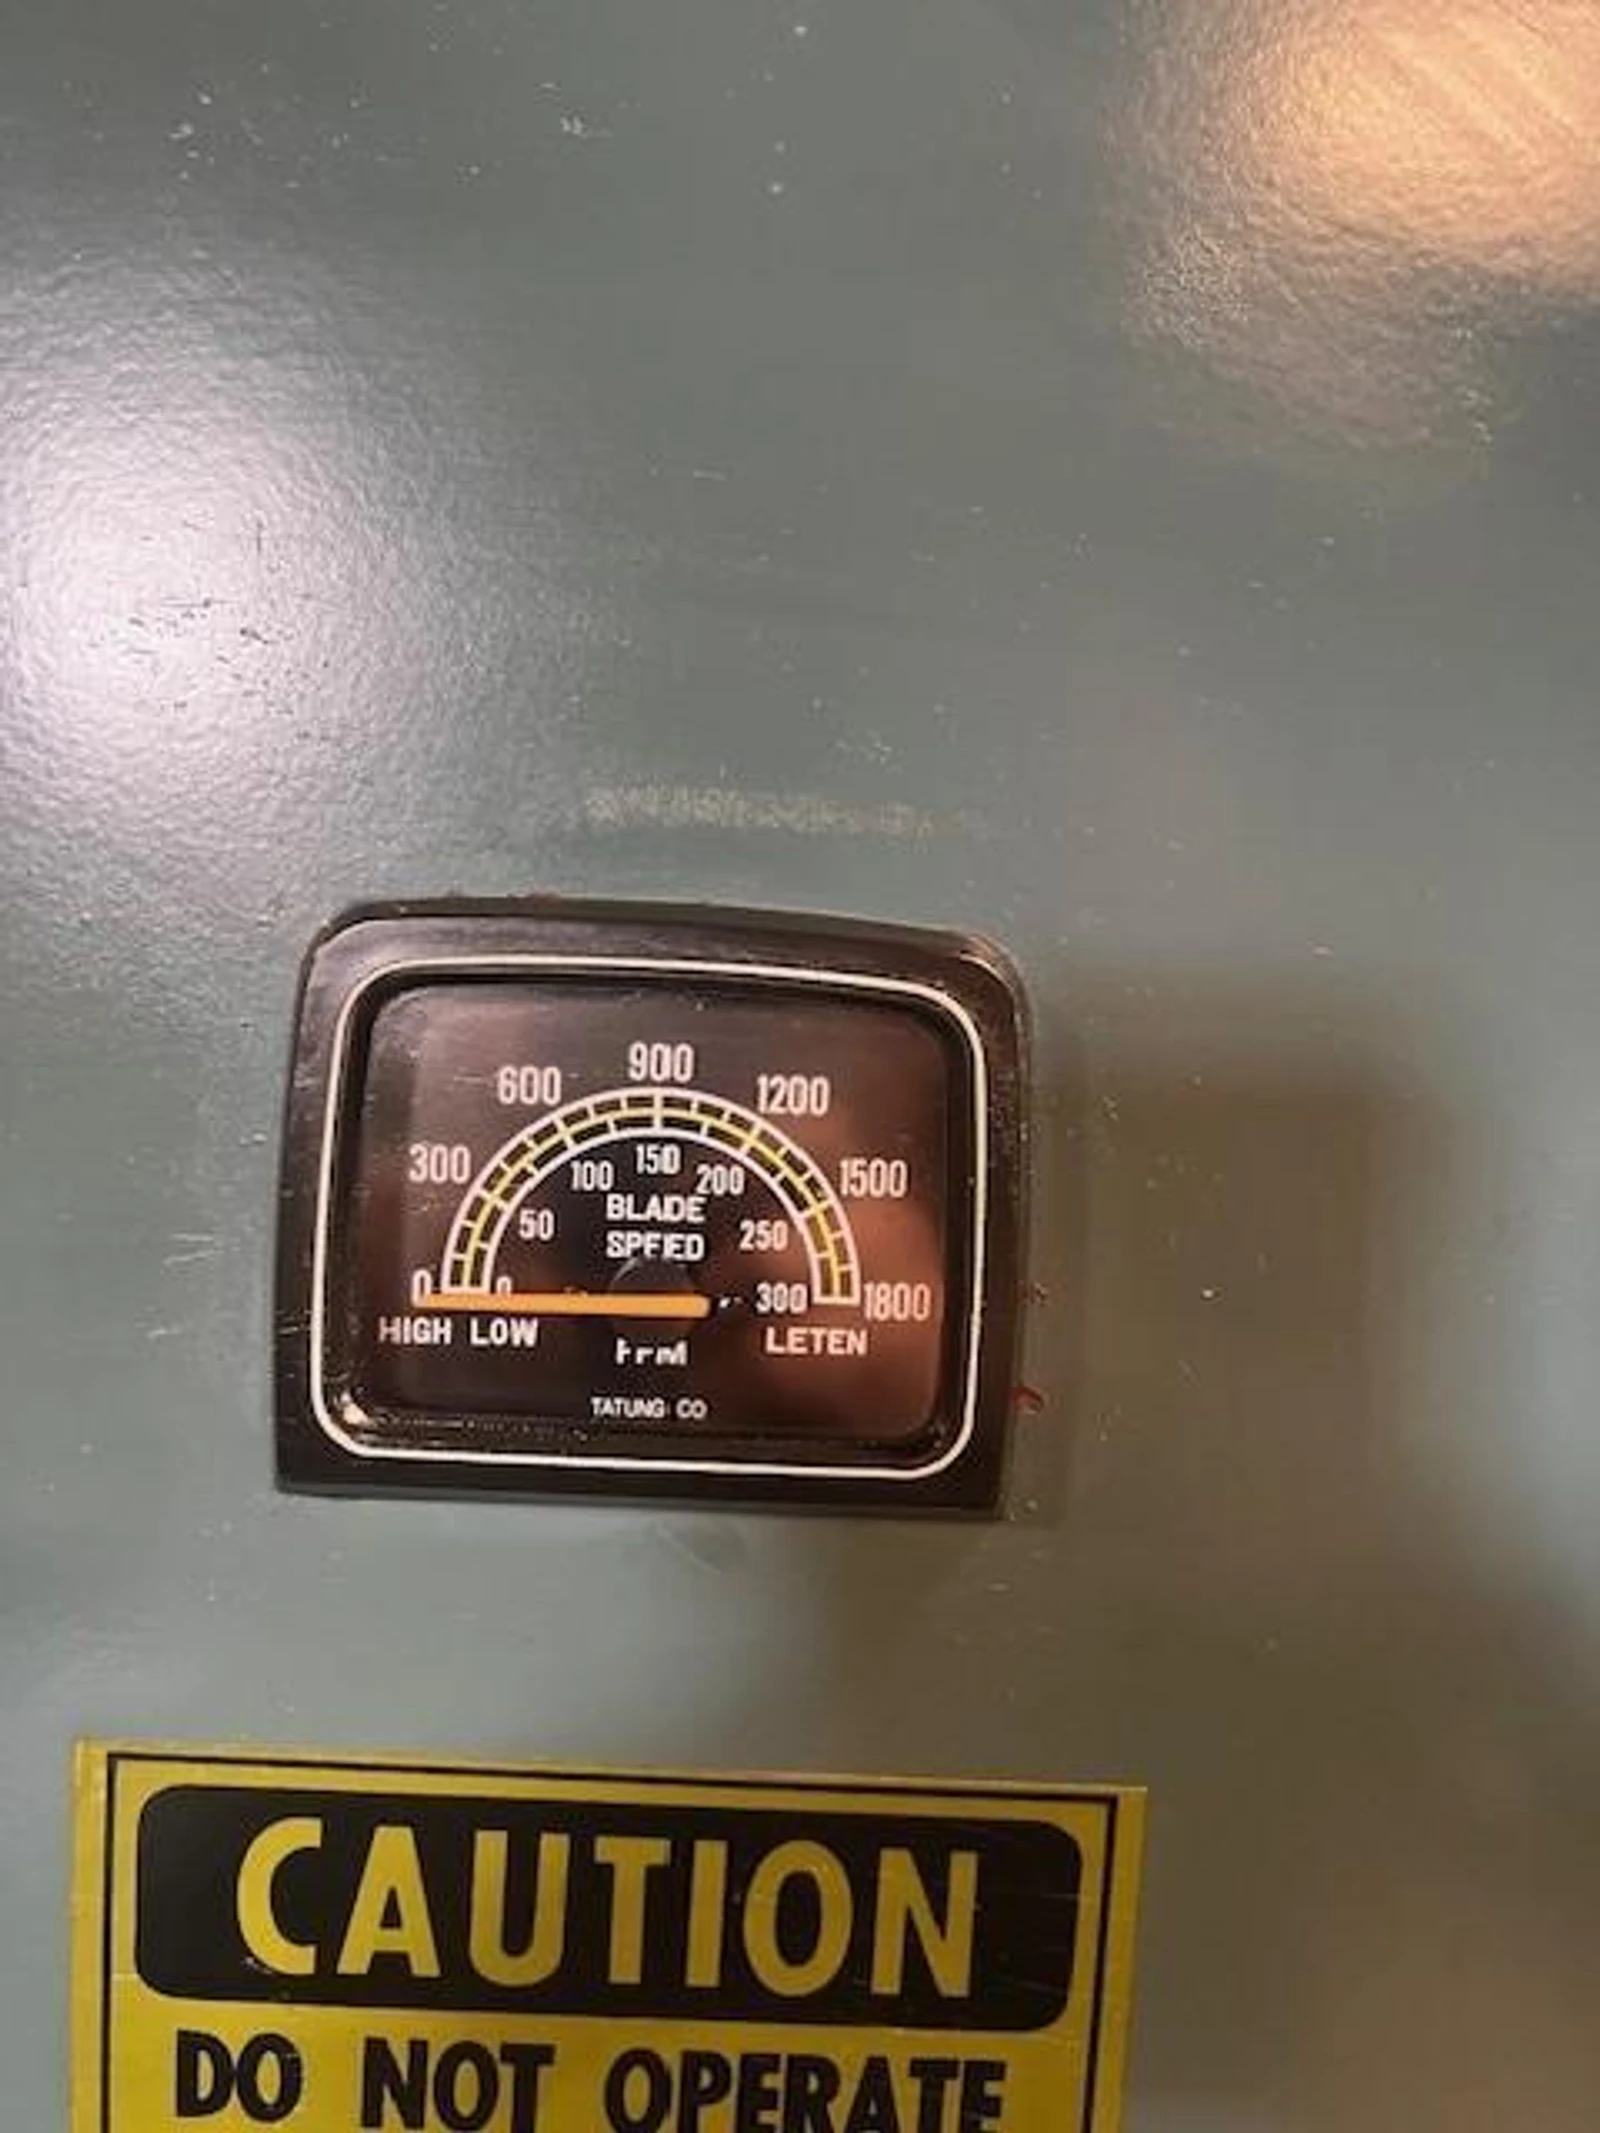 900
600 1200
300 1500
100 150 200
50 250
BLADE
SPFIED
0 0 300 1800
HIGH LOW LETEN
TATUNG CO
CAUTION
DO NOT OPERATE